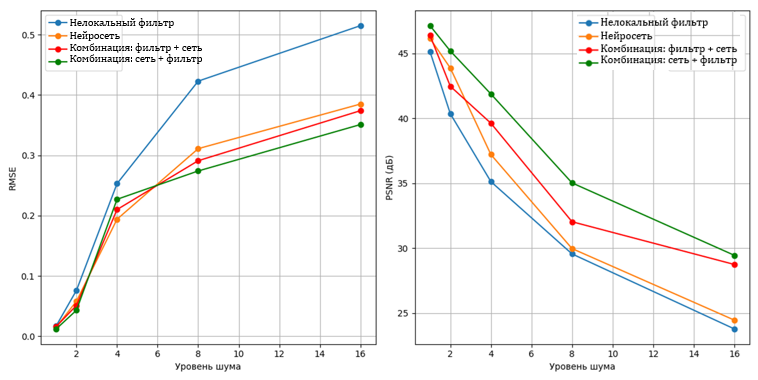 Нелокальный фильтр
Нейросеть
Комбинация: фильтр + сеть
Комбинация: сеть + фильтр
0.5
0.4
0.3
0.2
0.1
0.0
RMSE
2 4 6 8 10 12 14 16
Уровень шума
Нелокальный фильтр
Нейросеть
Комбинация: фильтр + сеть
Комбинация: сеть + фильтр
45
40
35
30
25
PSNR (дБ)
2 4 6 8 10 12 14 16
Уровень шума